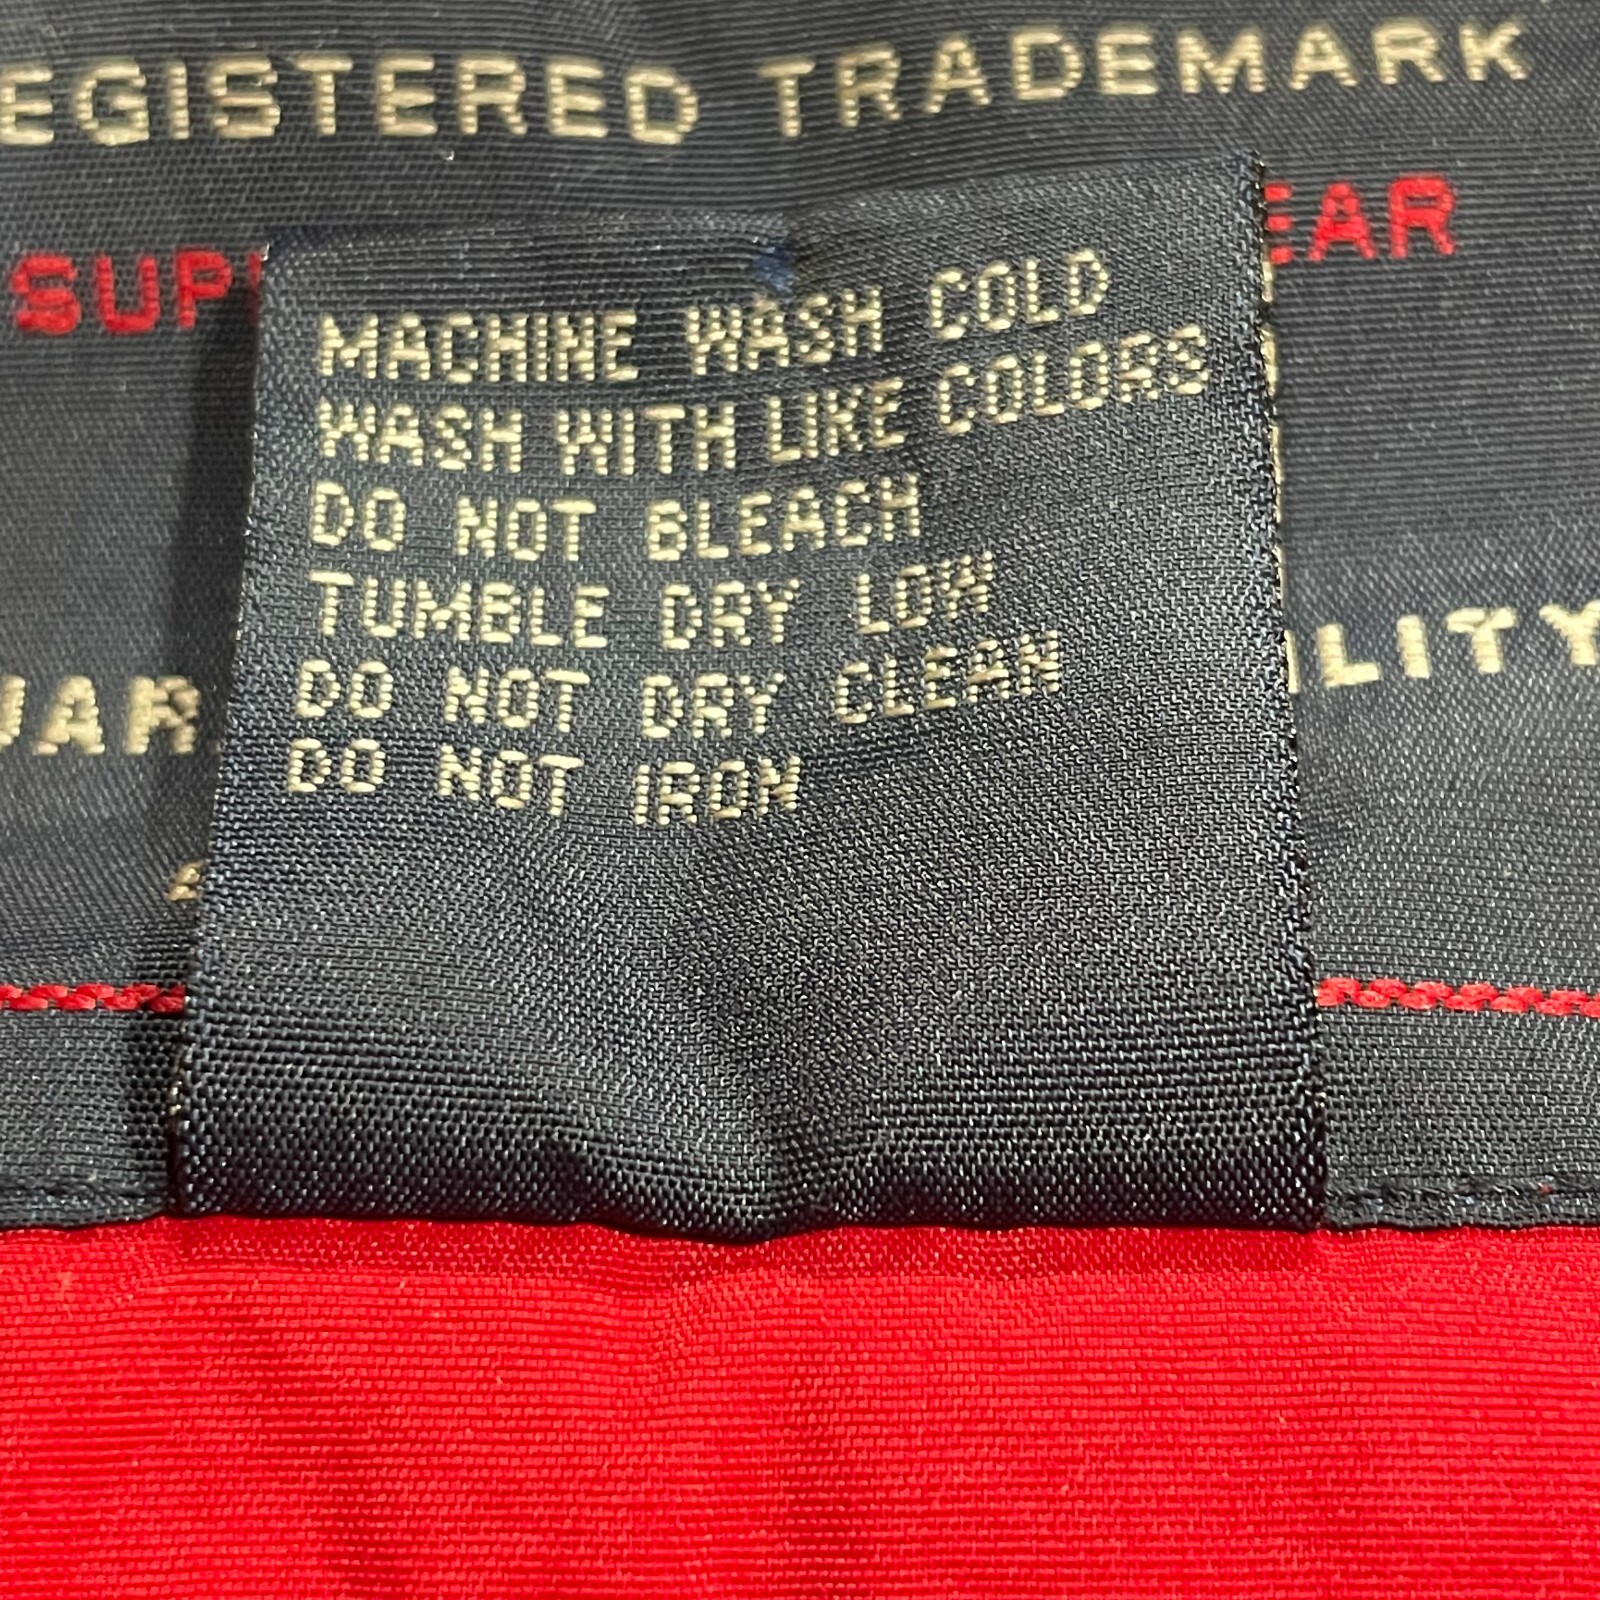 EGISTERED TRADEMARK
SUP EAR
MACHINE WASH COLD
WASH WITH LIKE COLORS
DO NOT BLEACH
TUMBLE DRY LOW
DO NOT DRY CLEAN
DO NOT IRON
UAR LITY